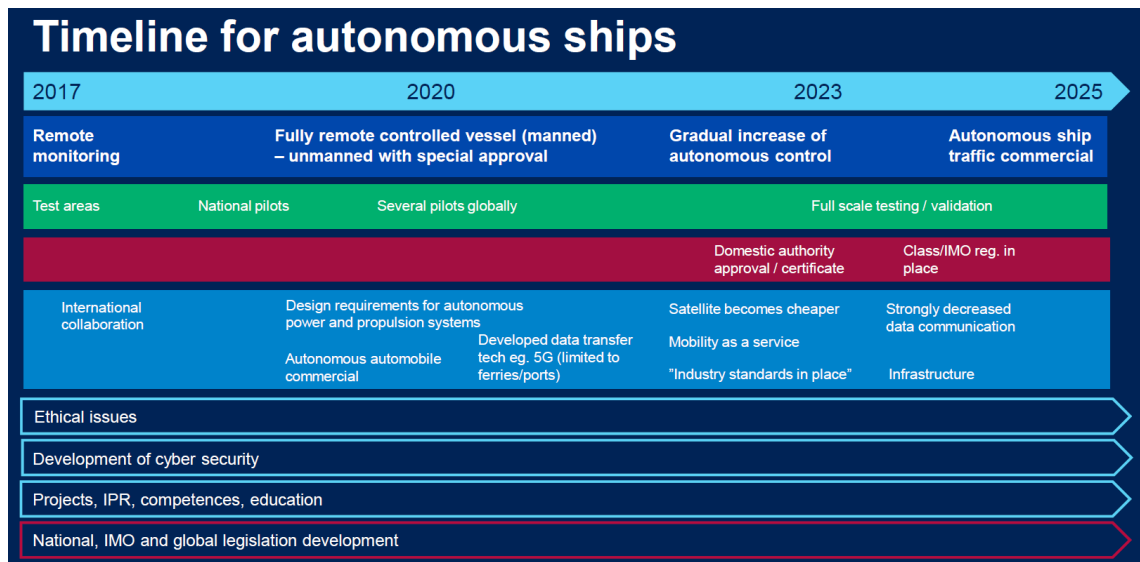 Timeline for autonomous ships
2017 2020 2023 2025
Remote
monitoring
Fully remote controlled vessel (manned)
– unmanned with special approval
Gradual increase of
autonomous control
Autonomous ship
traffic commercial
Test areas National pilots Several pilots globally Full scale testing / validation
Domestic authority
approval / certificate
Class/IMO reg. in
place
International
collaboration
Design requirements for autonomous
power and propulsion systems
Autonomous automobile
commercial
Developed data transfer
tech eg. 5G (limited to
ferries/ports)
Satellite becomes cheaper
Mobility as a service
”Industry standards in place”
Strongly decreased
data communication
Infrastructure
Ethical issues
Development of cyber security
Projects, IPR, competences, education
National, IMO and global legislation development